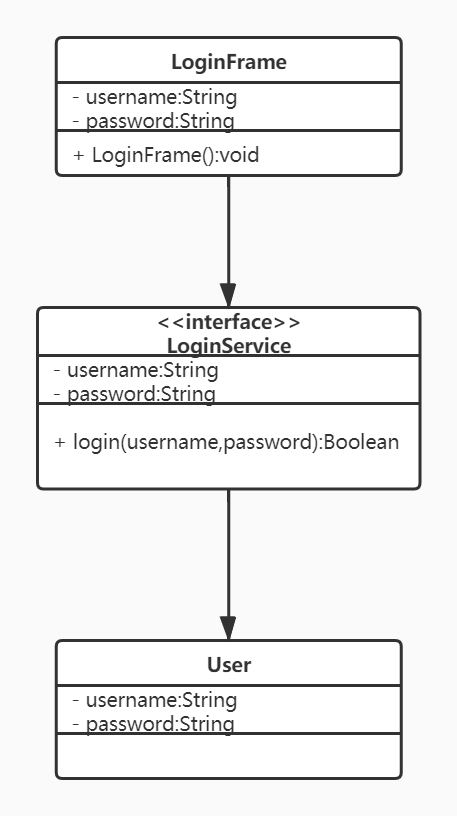 LoginFrame
- username:String
- password:String
+ LoginFrame():void
<<interface>>
LoginService
- username:String
- password:String
+ login(username,password):Boolean
User
- username:String
- password:String